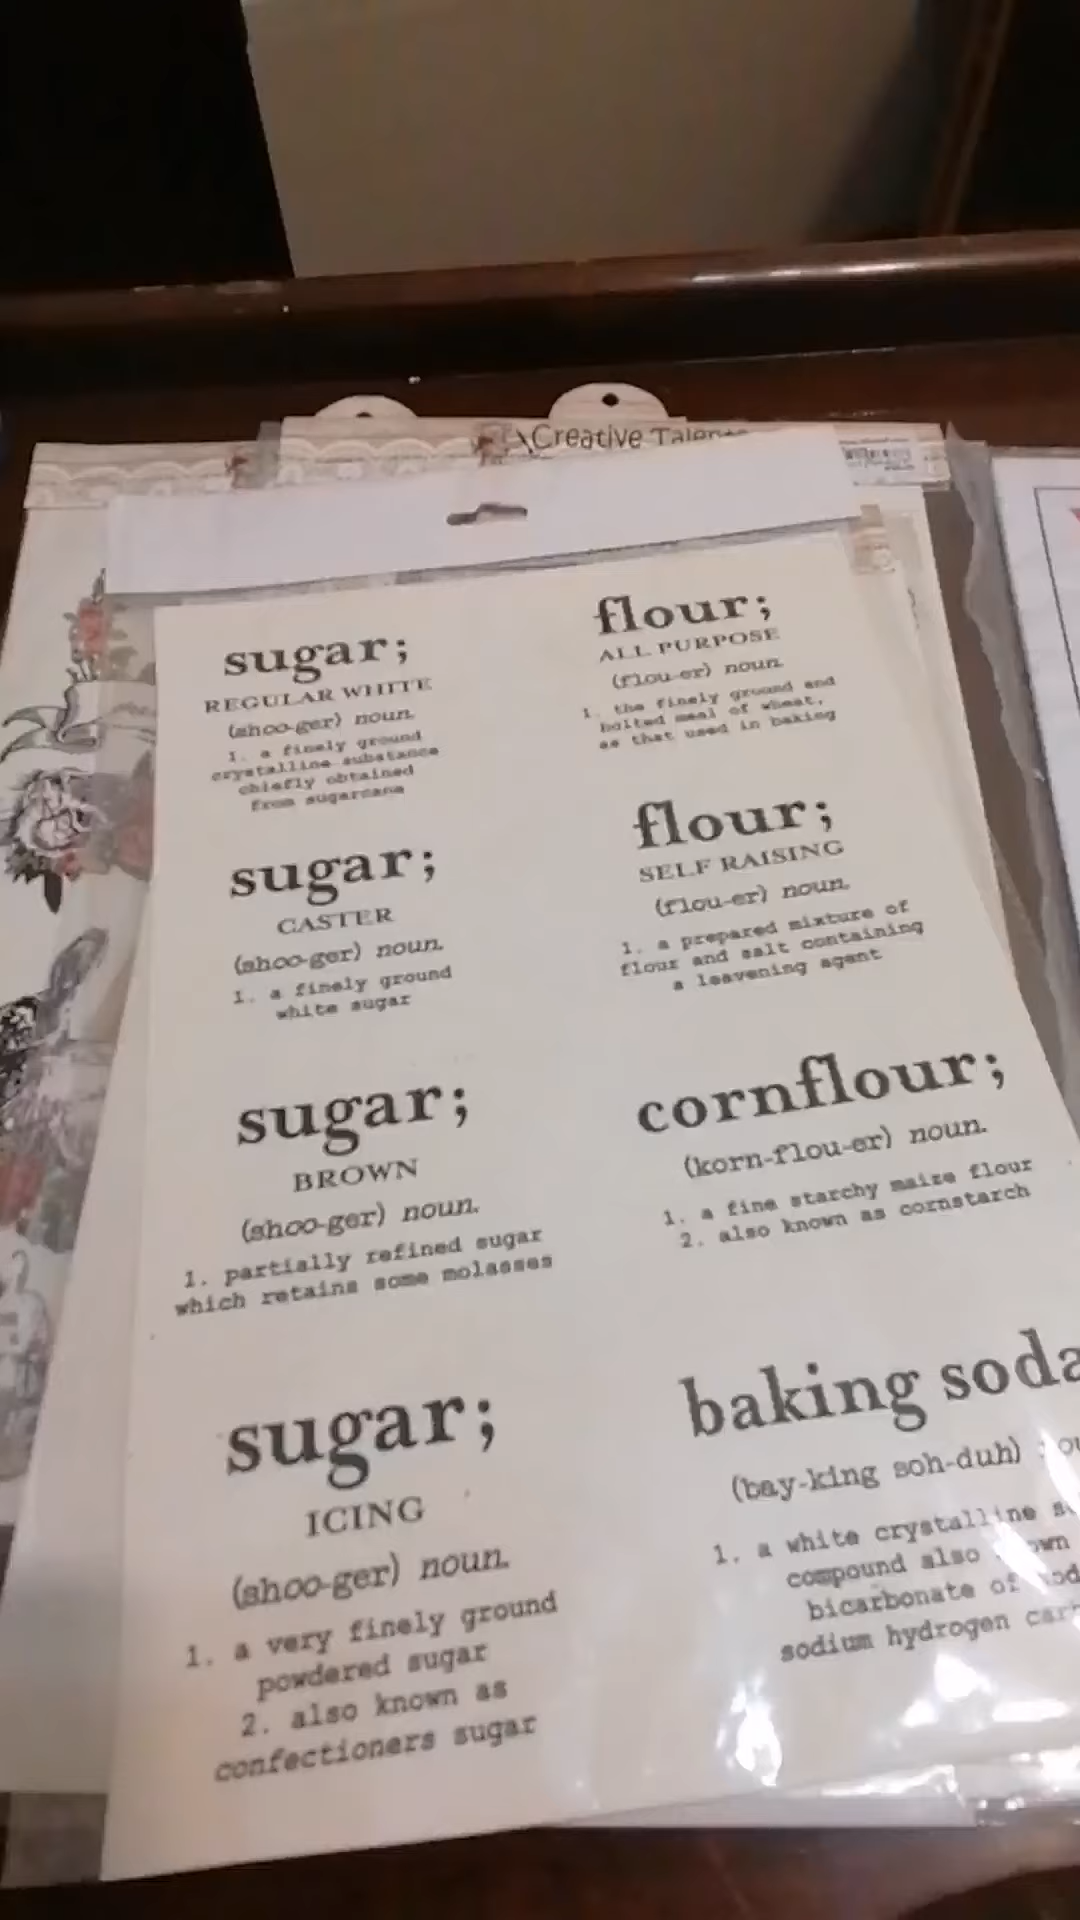 Creative Talents
sugar;
REGULAR WHITE
(shoo-ger) noun.
1. a finely ground
crystalline substance
chiefly obtained
from sugarcane
sugar;
CASTER
(shoo-ger) noun.
1. a finely ground
white sugar
sugar;
BROWN
(shoo-ger) noun.
1. partially refined sugar
which retains some molasses
sugar;
ICING
(shoo-ger) noun.
1. a very finely ground
powdered sugar
2. also known as
confectioners sugar
flour;
ALL PURPOSE
(flou-er) noun.
1. the finely ground and
bolted meal of wheat,
as that used in baking
flour;
SELF RAISING
(flou-er) noun.
1. a prepared mixture of
flour and salt containing
a leavening agent
cornflour;
(korn-flou-er) noun.
1. a fine starchy maize flour
2. also known as cornstarch
baking soda
(bay-king soh-duh)
1. a white crystalline
compound also
bicarbonate of
sodium hydrogen